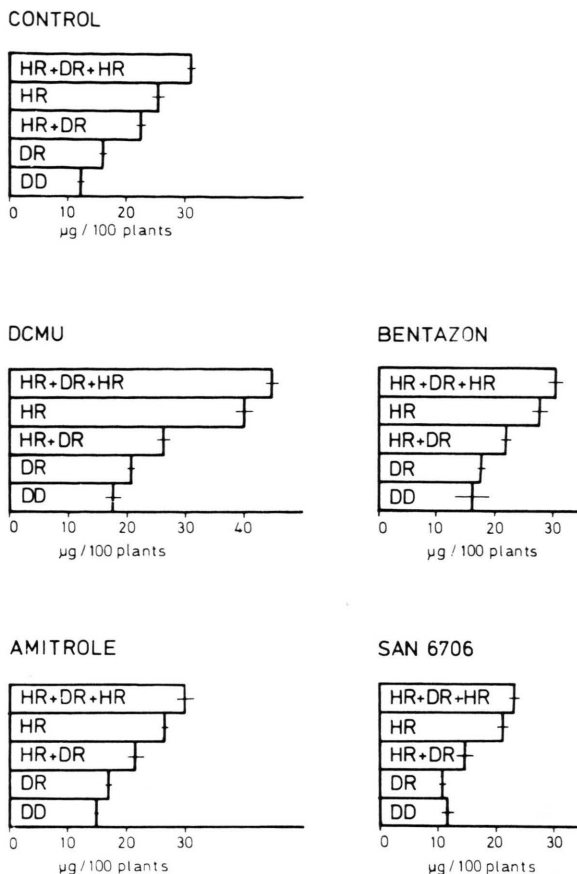 CONTROL
HR+DR+HR
HR
HR+DR
DR
DD
0 10 20 30
µg / 100 plants
DCMU
HR+DR+HR
HR
HR+DR
DR
DD
0 10 20 30 40
µg / 100 plants
BENTAZON
HR+DR+HR
HR
HR+DR
DR
DD
0 10 20 30
µg / 100 plants
AMITROLE
HR+DR+HR
HR
HR+DR
DR
DD
0 10 20 30
µg / 100 plants
SAN 6706
HR+DR+HR
HR
HR+DR
DR
DD
0 10 20 30
µg / 100 plants